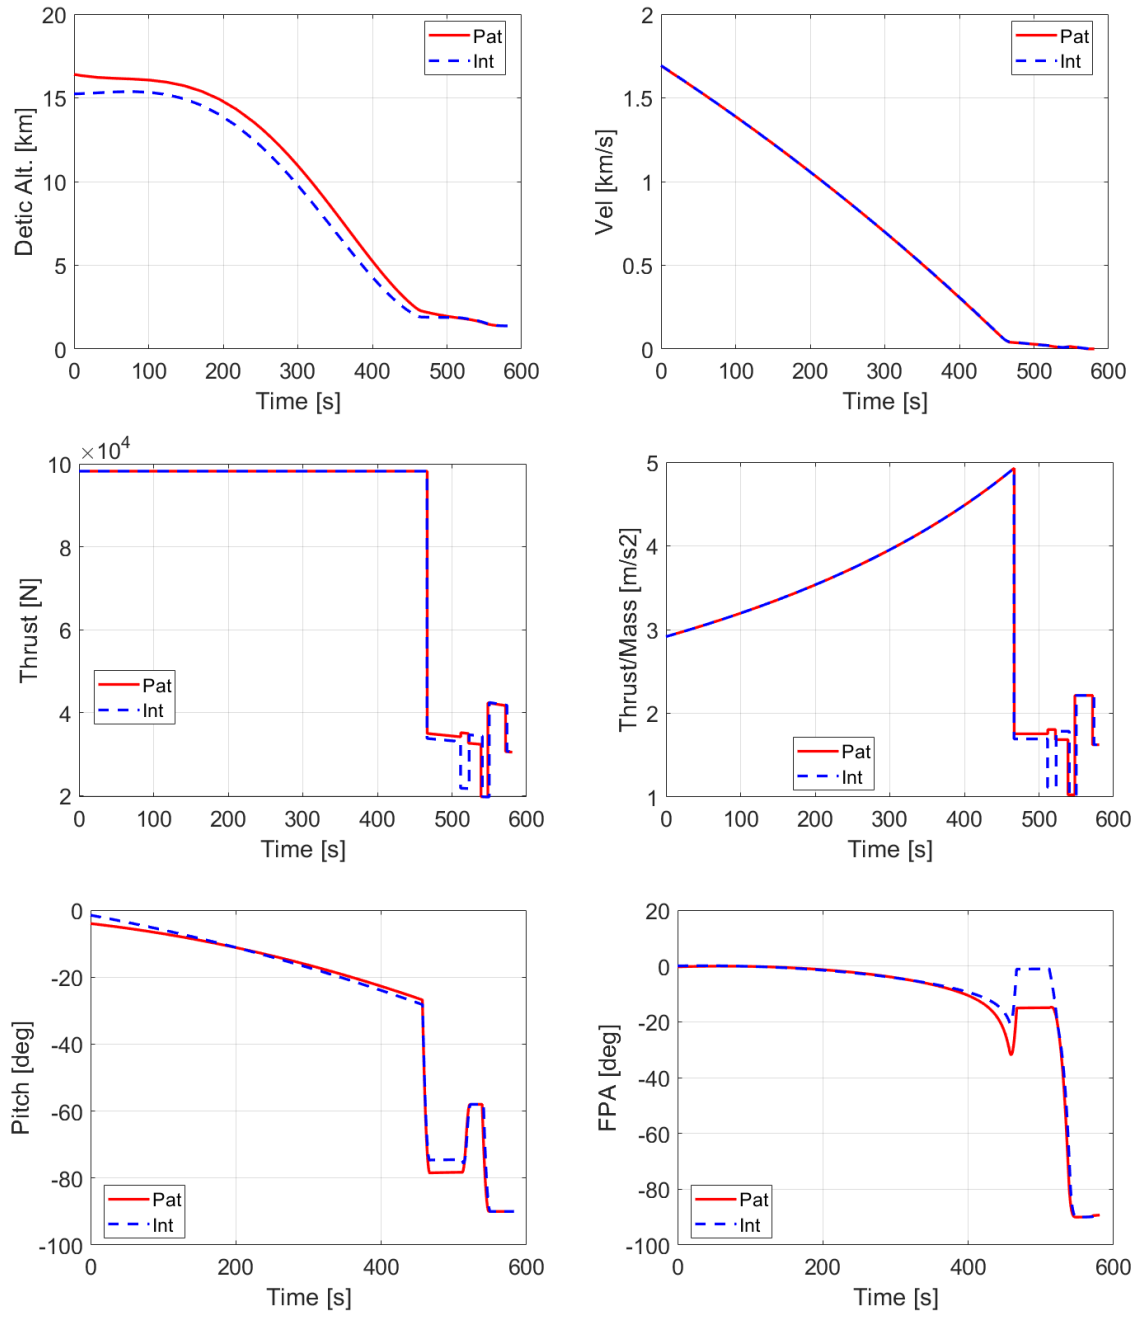 20
15
10
5
0
Detic Alt. [km]
Pat
Int
0 100 200 300 400 500 600
Time [s]
2
1.5
1
0.5
0
Vel [km/s]
Pat
Int
0 100 200 300 400 500 600
Time [s]
×10⁴
10
8
6
4
2
Thrust [N]
Pat
Int
0 100 200 300 400 500 600
Time [s]
5
4
3
2
1
Thrust/Mass [m/s2]
Pat
Int
0 100 200 300 400 500 600
Time [s]
0
-20
-40
-60
-80
-100
Pitch [deg]
Pat
Int
0 200 400 600
Time [s]
20
0
-20
-40
-60
-80
-100
FPA [deg]
Pat
Int
0 200 400 600
Time [s]